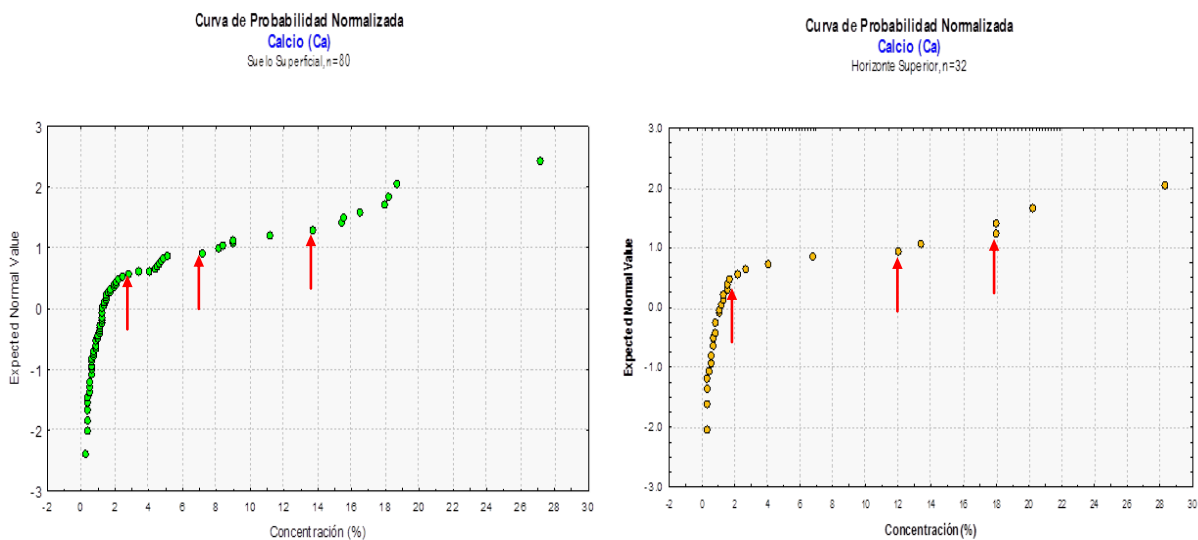 Curva de Probabilidad Normalizada
Calcio (Ca)
Suelo Superficial, n=80
3
2
1
0
-1
-2
-3
Expected Normal Value
-2 0 2 4 6 8 10 12 14 16 18 20 22 24 26 28 30
Concentración (%)
Curva de Probabilidad Normalizada
Calcio (Ca)
Horizonte Superior, n=32
3.0
2.0
1.0
0.0
-1.0
-2.0
-3.0
Expected Normal Value
-2 0 2 4 6 8 10 12 14 16 18 20 22 24 26 28 30
Concentración (%)